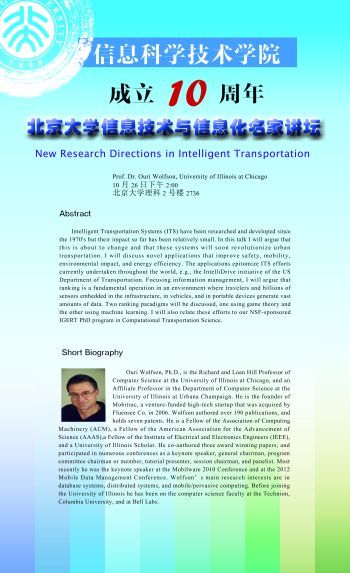 信息科学技术学院
成立 10 周年
北京大学信息技术与信息化名家讲坛
New Research Directions in Intelligent Transportation
Prof. Dr. Ouri Wolfson, University of Illinois at Chicago
10 月 26 日下午 2:00
北京大学理科 2 号楼 2736
Abstract
Intelligent Transportation Systems (ITS) have been researched and developed since
the 1970's but their impact so far has been relatively small. In this talk I will argue that
this is about to change and that these systems will soon revolutionize urban
transportation. I will discuss novel applications that improve safety, mobility,
environmental impact, and energy efficiency. The applications epitomize ITS efforts
currently undertaken throughout the world, e.g., the IntelliDrive initiative of the US
Department of Transportation. Focusing information management, I will argue that
ranking is a fundamental operation in an environment where travelers and billions of
sensors embedded in the infrastructure, in vehicles, and in portable devices generate vast
amounts of data. Two ranking paradigms will be discussed, one using game theory and
the other using machine learning. I will also relate these efforts to our NSF-sponsored
IGERT PhD program in Computational Transportation Science.
Short Biography
Ouri Wolfson, Ph.D., is the Richard and Loan Hill Professor of
Computer Science at the University of Illinois at Chicago, and an
Affiliate Professor in the Department of Computer Science at the
University of Illinois at Urbana Champaign. He is the founder of
Mobitrac, a venture-funded high-tech startup that was acquired by
Fluence Co. in 2006. Wolfson authored over 190 publications, and
holds seven patents. He is a Fellow of the Association of Computing
Machinery (ACM), a Fellow of the American Association for the Advancement of
Science (AAAS),a Fellow of the Institute of Electrical and Electronics Engineers (IEEE),
and a University of Illinois Scholar. He co-authored three award winning papers, and
participated in numerous conferences as a keynote speaker, general chairman, program
committee chairman or member, tutorial presenter, session chairman, and panelist. Most
recently he was the keynote speaker at the Mobilware 2010 Conference and at the 2012
Mobile Data Management Conference. Wolfson’s main research interests are in
database systems, distributed systems, and mobile/pervasive computing. Before joining
the University of Illinois he has been on the computer science faculty at the Technion,
Columbia University, and at Bell Labs.